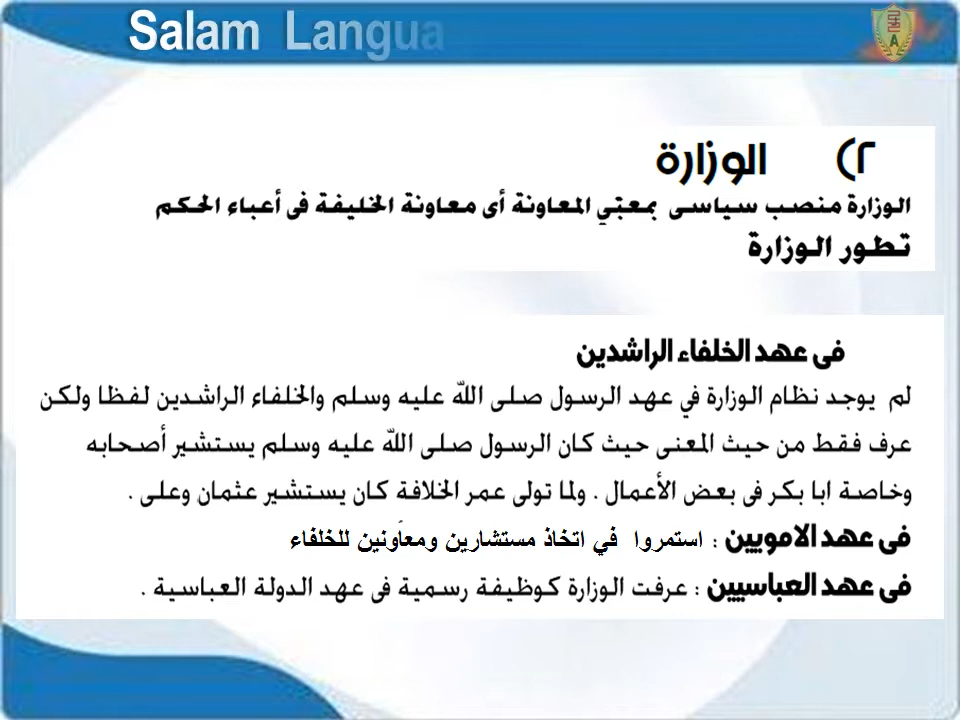 Salam Langua
٢) الوزارة
الوزارة منصب سياسى بمعنى المعاونة أى معاونة الخليفة فى أعباء الحكم
تطور الوزارة
فى عهد الخلفاء الراشدين
لم يوجد نظام الوزارة في عهد الرسول صلى الله عليه وسلم والخلفاء الراشدين لفظا ولكن
عرف فقط من حيث المعنى حيث كان الرسول صلى الله عليه وسلم يستشير أصحابه
وخاصة ابا بكر فى بعض الأعمال . ولما تولى عمر الخلافة كان يستشير عثمان وعلى .
فى عهد الامويين : استمروا في اتخاذ مستشارين ومعاونين للخلفاء
فى عهد العباسيين : عرفت الوزارة كوظيفة رسمية فى عهد الدولة العباسية .